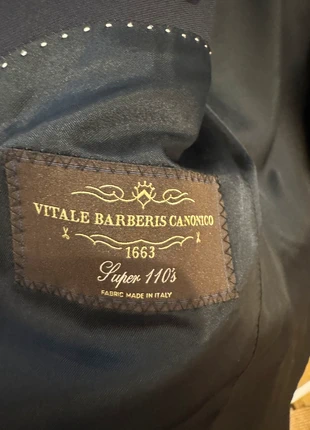 VITALE BARBERIS CANONICO
1663
Super 110's
FABRIC MADE IN ITALY